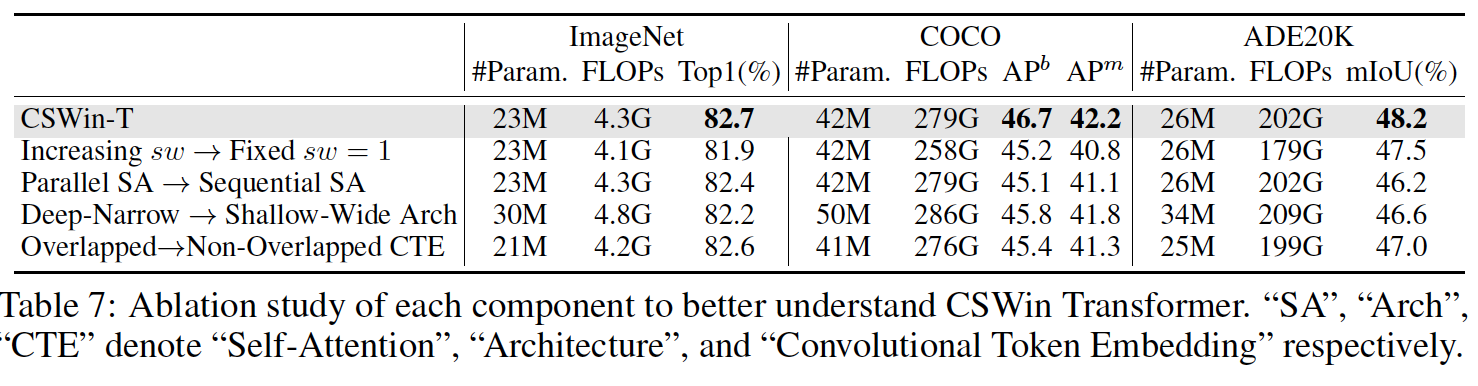 ImageNet COCO ADE20K
#Param. FLOPs Top1(%) #Param. FLOPs APᵇ APᵐ #Param. FLOPs mIoU(%)
CSWin-T 23M 4.3G 82.7 42M 279G 46.7 42.2 26M 202G 48.2
Increasing sw → Fixed sw = 1 23M 4.1G 81.9 42M 258G 45.2 40.8 26M 179G 47.5
Parallel SA → Sequential SA 23M 4.3G 82.4 42M 279G 45.1 41.1 26M 202G 46.2
Deep-Narrow → Shallow-Wide Arch 30M 4.8G 82.2 50M 286G 45.8 41.8 34M 209G 46.6
Overlapped→Non-Overlapped CTE 21M 4.2G 82.6 41M 276G 45.4 41.3 25M 199G 47.0
Table 7: Ablation study of each component to better understand CSWin Transformer. “SA”, “Arch”,
“CTE” denote “Self-Attention”, “Architecture”, and “Convolutional Token Embedding” respectively.